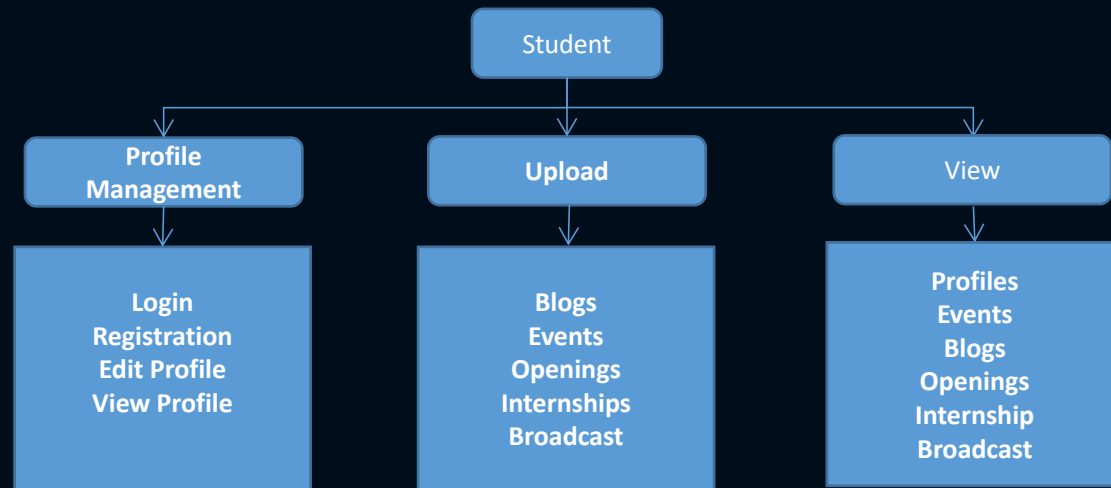 Student
Profile
Management
Upload
View
Login
Registration
Edit Profile
View Profile
Blogs
Events
Openings
Internships
Broadcast
Profiles
Events
Blogs
Openings
Internship
Broadcast